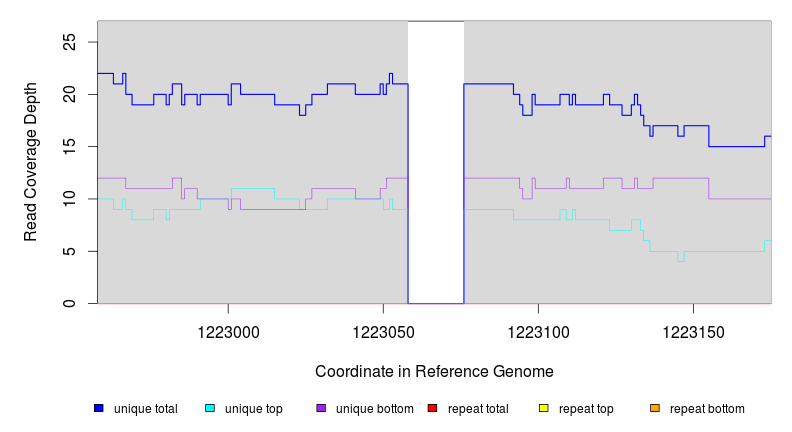 Read Coverage Depth
25
20
15
10
5
0
1223000 1223050 1223100 1223150
Coordinate in Reference Genome
unique total unique top unique bottom repeat total repeat top repeat bottom